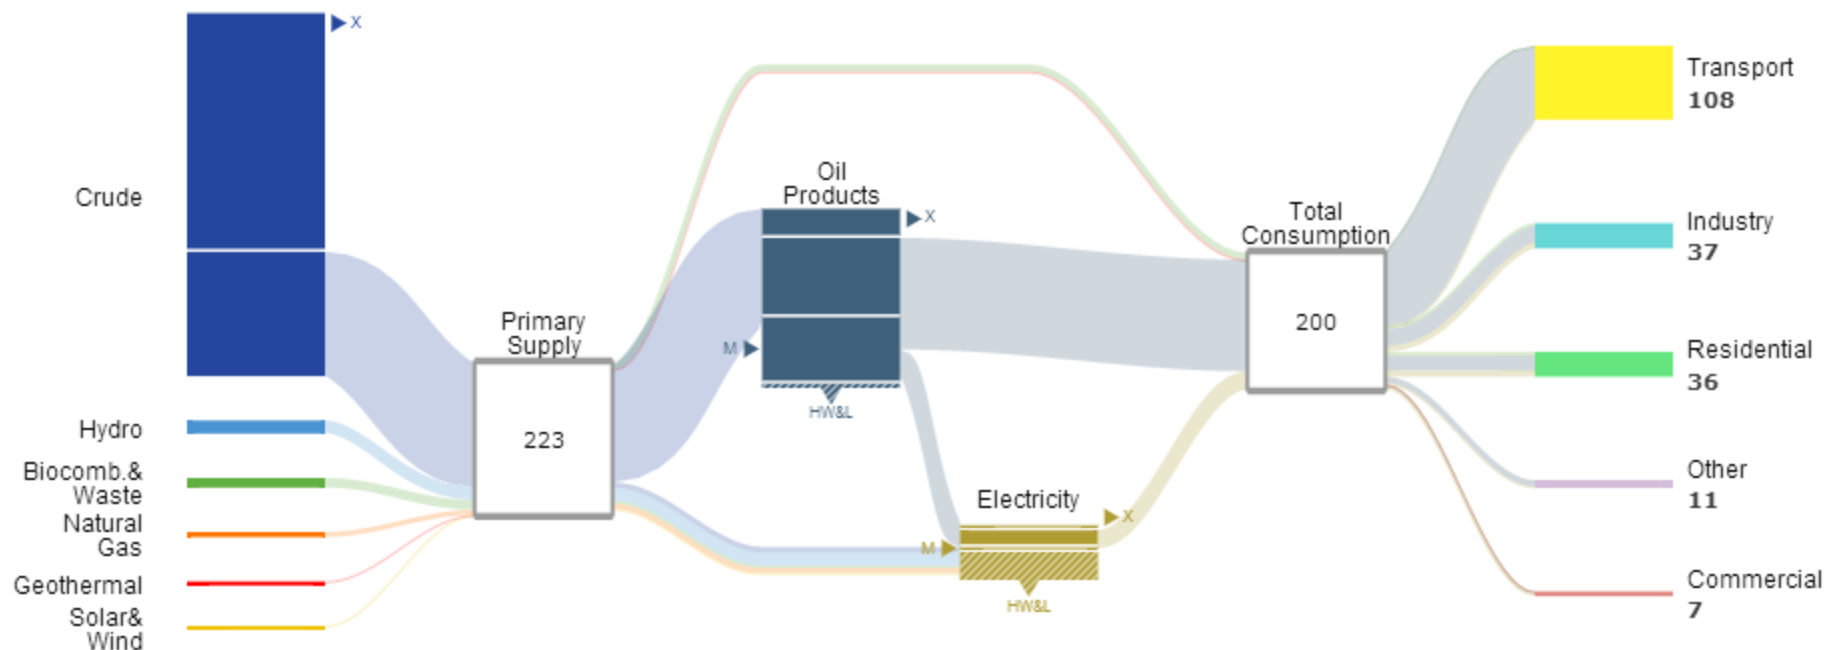 X
Crude
Hydro
Biocomb.&
Waste
Natural
Gas
Geothermal
Solar&
Wind
Primary
Supply
223
Oil
Products
X
M
HW&L
Electricity
X
M
HW&L
Total
Consumption
200
Transport
108
Industry
37
Residential
36
Other
11
Commercial
7